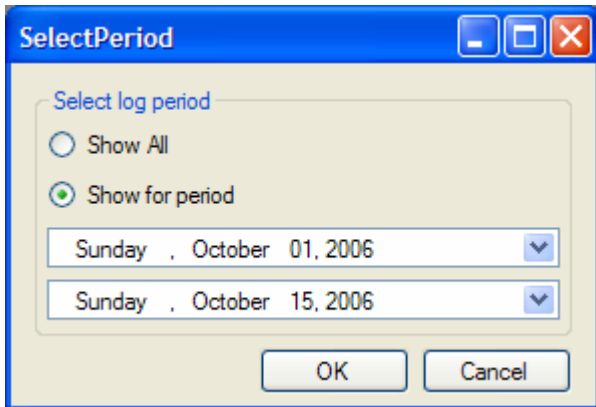 SelectPeriod
Select log period
Show All
Show for period
Sunday , October 01, 2006
Sunday , October 15, 2006
OK Cancel